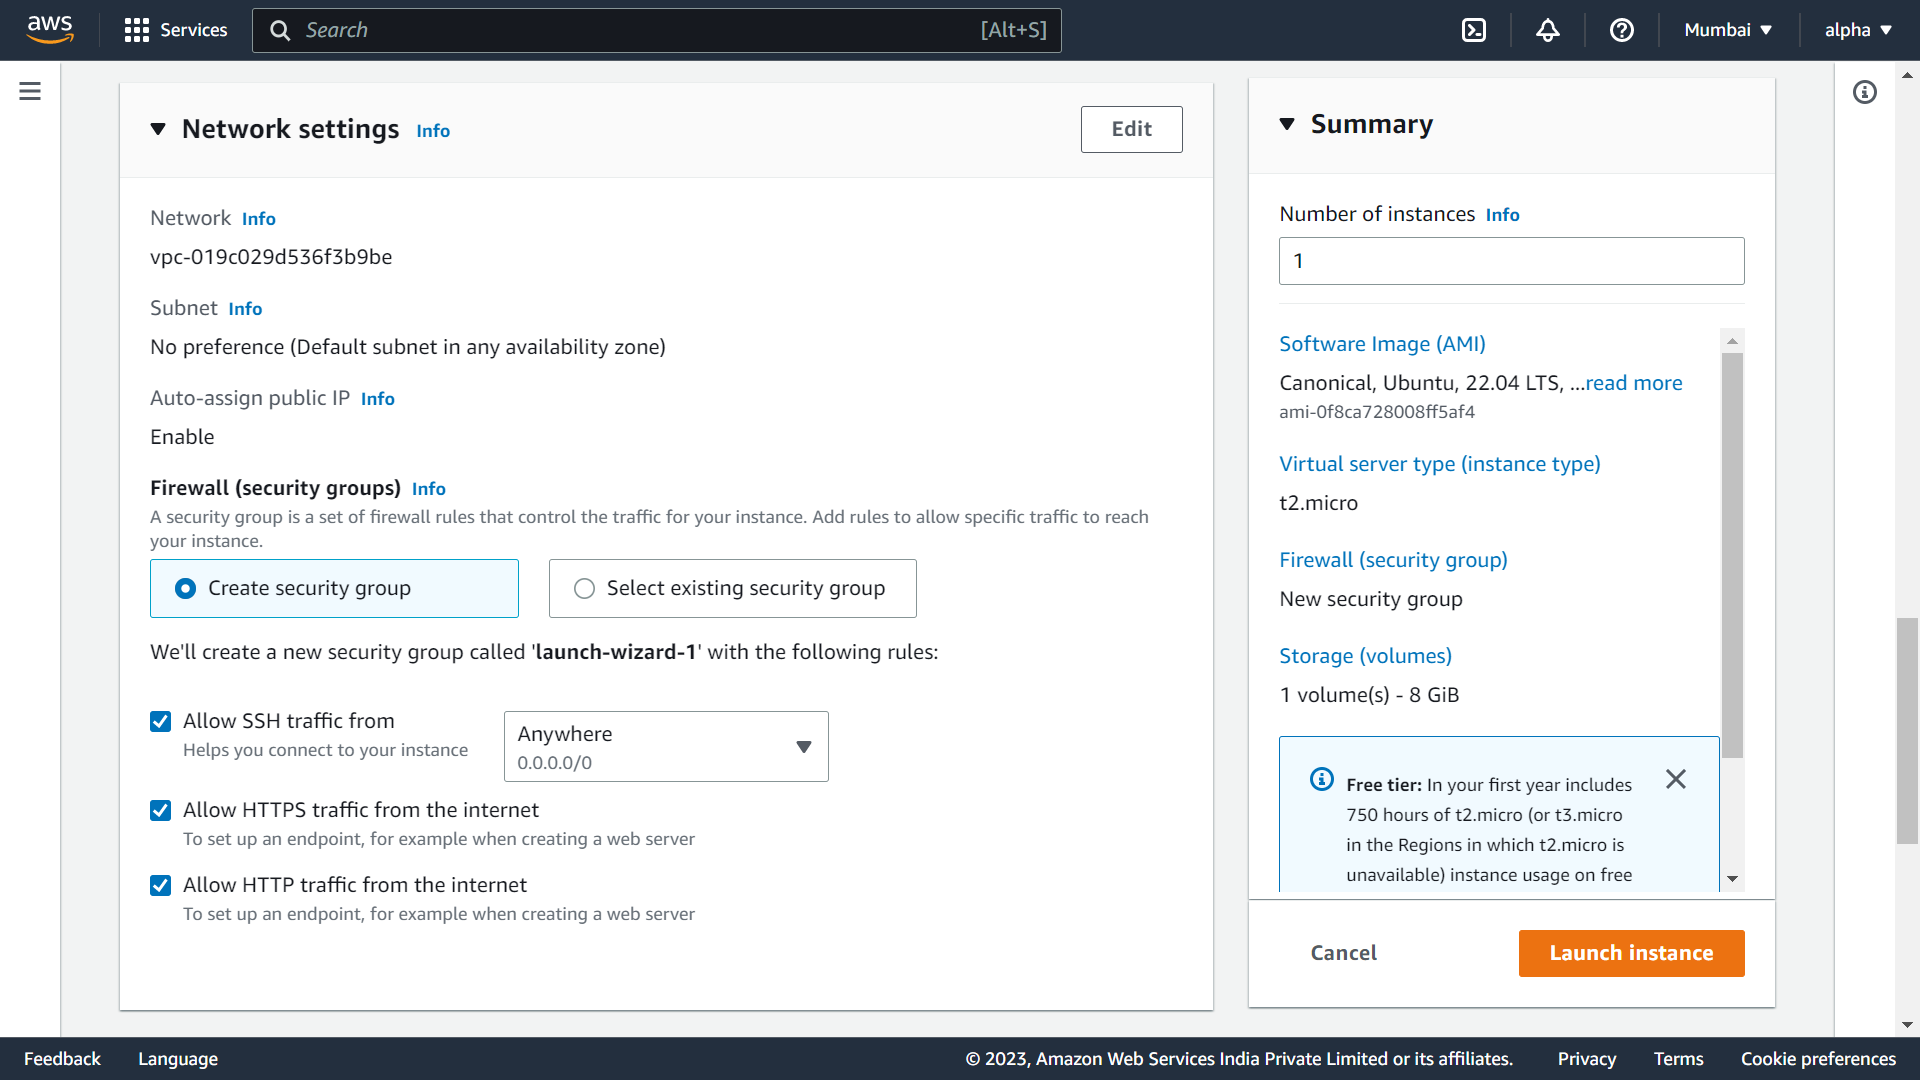 aws
Services
Search
[Alt+S]
Mumbai
alpha
Network settings Info
Edit
Network Info
vpc-019c029d536f3b9be
Subnet Info
No preference (Default subnet in any availability zone)
Auto-assign public IP Info
Enable
Firewall (security groups) Info
A security group is a set of firewall rules that control the traffic for your instance. Add rules to allow specific traffic to reach
your instance.
Create security group
Select existing security group
We'll create a new security group called 'launch-wizard-1' with the following rules:
Allow SSH traffic from
Helps you connect to your instance
Anywhere
0.0.0.0/0
Allow HTTPS traffic from the internet
To set up an endpoint, for example when creating a web server
Allow HTTP traffic from the internet
To set up an endpoint, for example when creating a web server
Summary
Number of instances Info
1
Software Image (AMI)
Canonical, Ubuntu, 22.04 LTS, ...read more
ami-0f8ca728008ff5af4
Virtual server type (instance type)
t2.micro
Firewall (security group)
New security group
Storage (volumes)
1 volume(s) - 8 GiB
Free tier: In your first year includes
750 hours of t2.micro (or t3.micro
in the Regions in which t2.micro is
unavailable) instance usage on free
Cancel
Launch instance
Feedback
Language
© 2023, Amazon Web Services India Private Limited or its affiliates.
Privacy
Terms
Cookie preferences